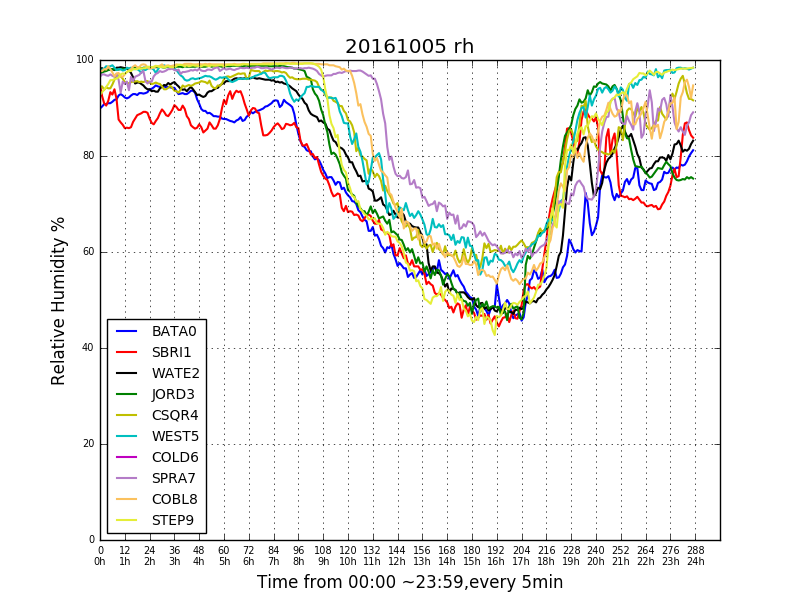 20161005 rh
Relative Humidity %
100
80
60
40
20
0
BATA0
SBRI1
WATE2
JORD3
CSQR4
WEST5
COLD6
SPRA7
COBL8
STEP9
0 12 24 36 48 60 72 84 96 108 120 132 144 156 168 180 192 204 216 228 240 252 264 276 288
0h 1h 2h 3h 4h 5h 6h 7h 8h 9h 10h 11h 12h 13h 14h 15h 16h 17h 18h 19h 20h 21h 22h 23h 24h
Time from 00:00 ~23:59,every 5min